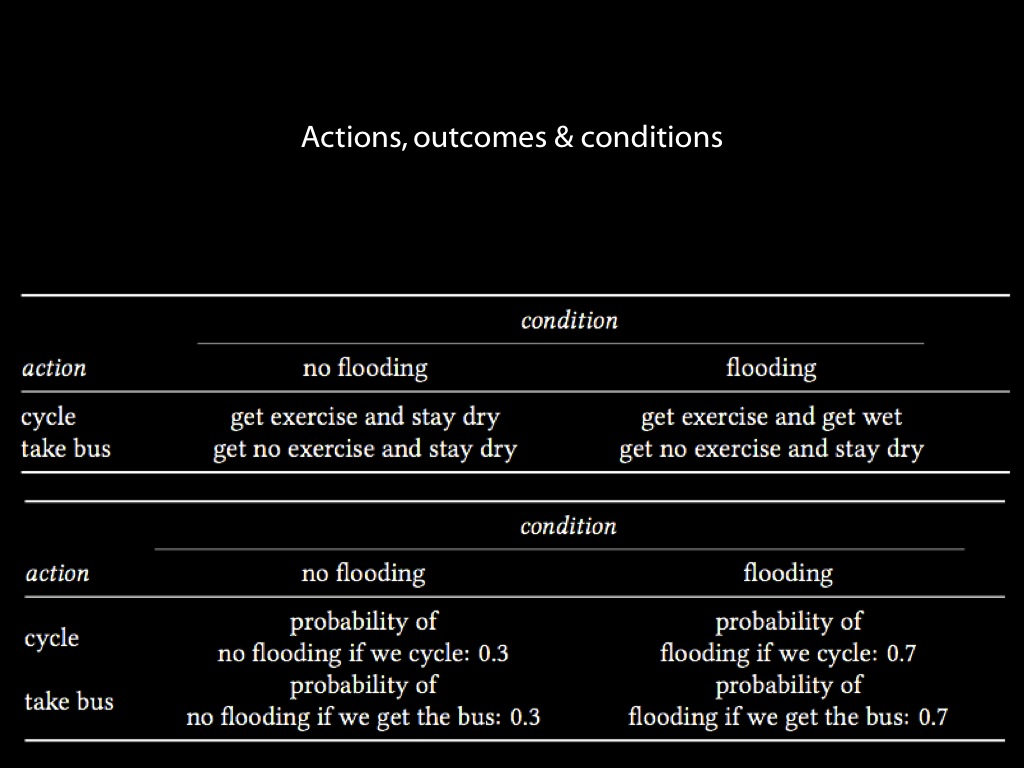 Actions, outcomes & conditions
condition
action no flooding flooding
cycle get exercise and stay dry get exercise and get wet
take bus get no exercise and stay dry get no exercise and stay dry
condition
action no flooding flooding
cycle probability of no flooding if we cycle: 0.3 probability of flooding if we cycle: 0.7
take bus probability of no flooding if we get the bus: 0.3 probability of flooding if we get the bus: 0.7